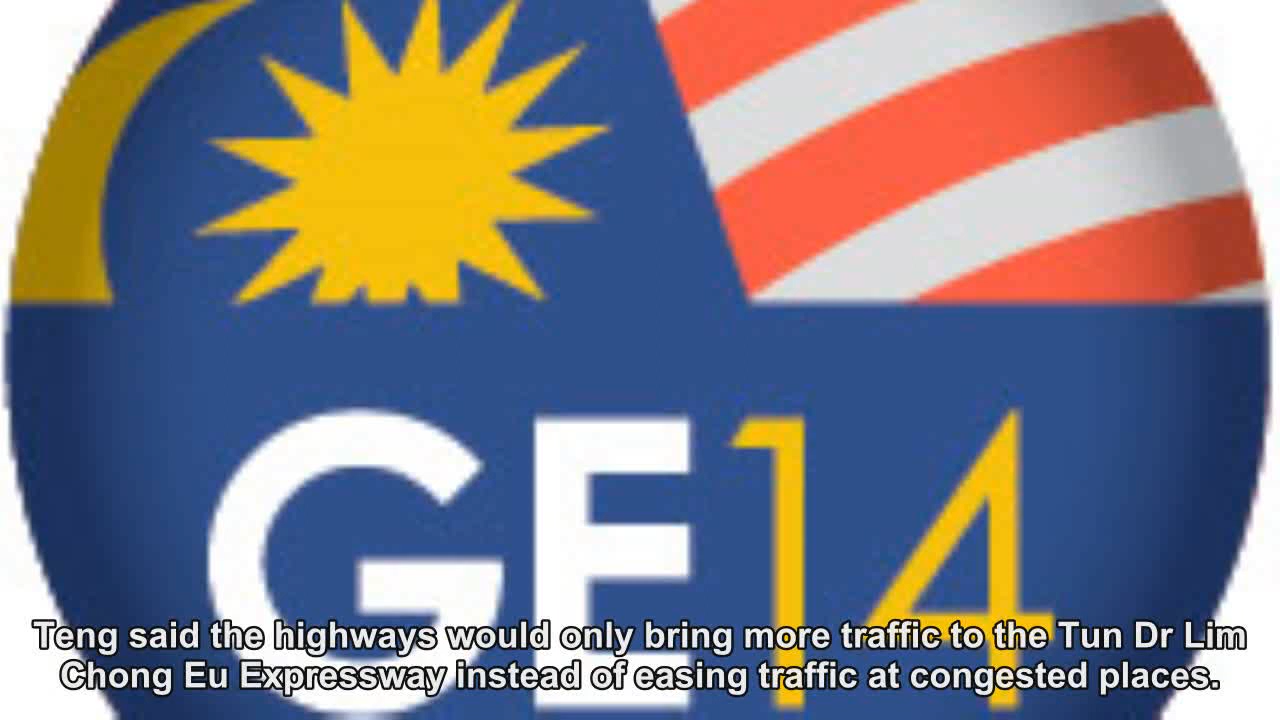 GE14
Teng said the highways would only bring more traffic to the Tun Dr Lim
Chong Eu Expressway instead of easing traffic at congested places.